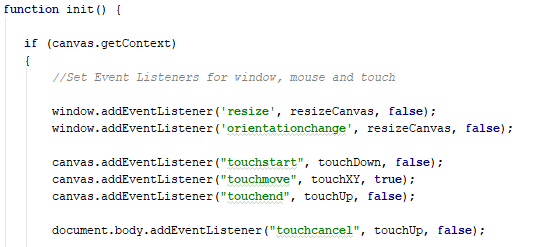 function init() {
if (canvas.getContext)
{
//Set Event Listeners for window, mouse and touch
window.addEventListener('resize', resizeCanvas, false);
window.addEventListener('orientationchange', resizeCanvas, false);
canvas.addEventListener("touchstart", touchDown, false);
canvas.addEventListener("touchmove", touchXY, true);
canvas.addEventListener("touchend", touchUp, false);
document.body.addEventListener("touchcancel", touchUp, false);